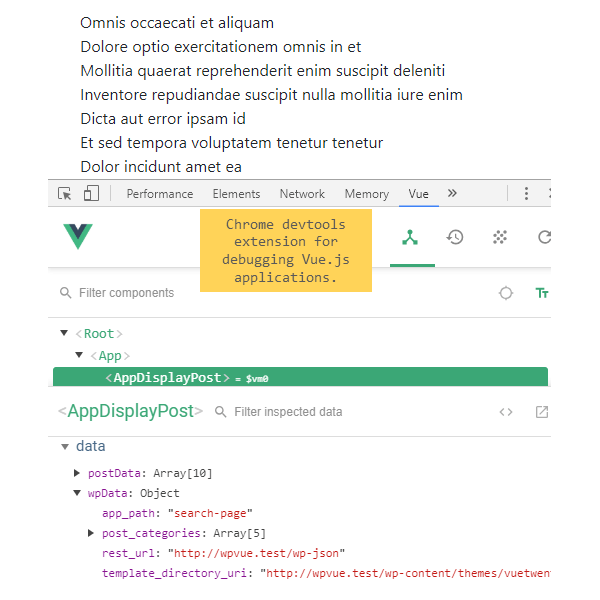 Omnis occaecati et aliquam
Dolore optio exercitationem omnis in et
Mollitia quaerat reprehenderit enim suscipit deleniti
Inventore repudiandae suscipit nulla mollitia iure enim
Dicta aut error ipsam id
Et sed tempora voluptatem tenetur tenetur
Dolor incidunt amet ea
Performance Elements Network Memory Vue »
Chrome devtools
extension for
debugging Vue.js
applications.
Filter components Tт
<Root>
<App>
<AppDisplayPost> = $vm0
<AppDisplayPost> Filter inspected data <>
data
postData: Array[10]
wpData: Object
app_path: "search-page"
post_categories: Array[5]
rest_url: "http://wpvue.test/wp-json"
template_directory_uri: "http://wpvue.test/wp-content/themes/vuetwen